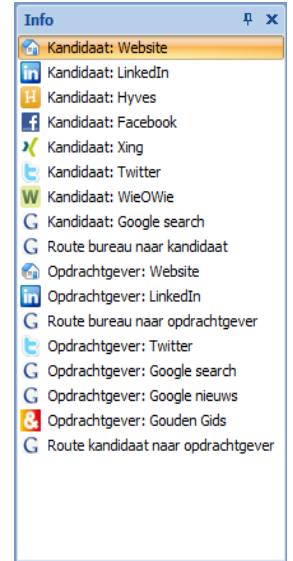 Info
Kandidaat: Website
in Kandidaat: LinkedIn
H Kandidaat: Hyves
f Kandidaat: Facebook
Kandidaat: Xing
t Kandidaat: Twitter
W Kandidaat: WieOWie
G Kandidaat: Google search
G Route bureau naar kandidaat
Opdrachtgever: Website
in Opdrachtgever: LinkedIn
G Route bureau naar opdrachtgever
t Opdrachtgever: Twitter
G Opdrachtgever: Google search
G Opdrachtgever: Google nieuws
& Opdrachtgever: Gouden Gids
G Route kandidaat naar opdrachtgever